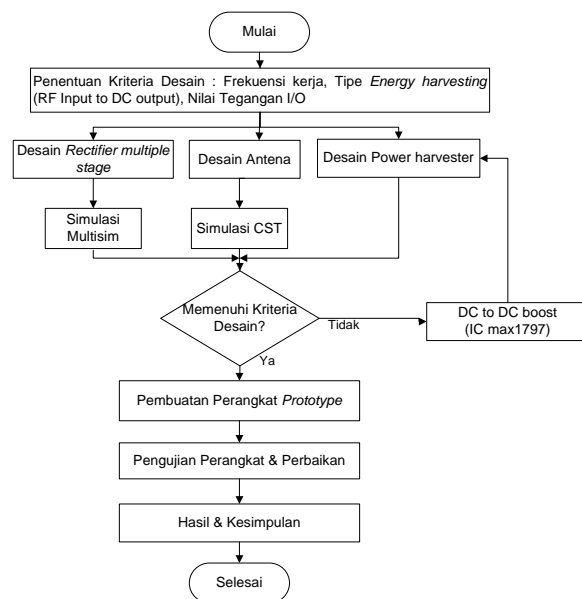 Mulai
Penentuan Kriteria Desain : Frekuensi kerja, Tipe Energy harvesting
(RF Input to DC output), Nilai Tegangan I/O
Desain Rectifier multiple
stage
Desain Antena
Desain Power harvester
Simulasi
Multisim
Simulasi CST
Memenuhi Kriteria
Desain?
Tidak
DC to DC boost
(IC max1797)
Ya
Pembuatan Perangkat Prototype
Pengujian Perangkat & Perbaikan
Hasil & Kesimpulan
Selesai